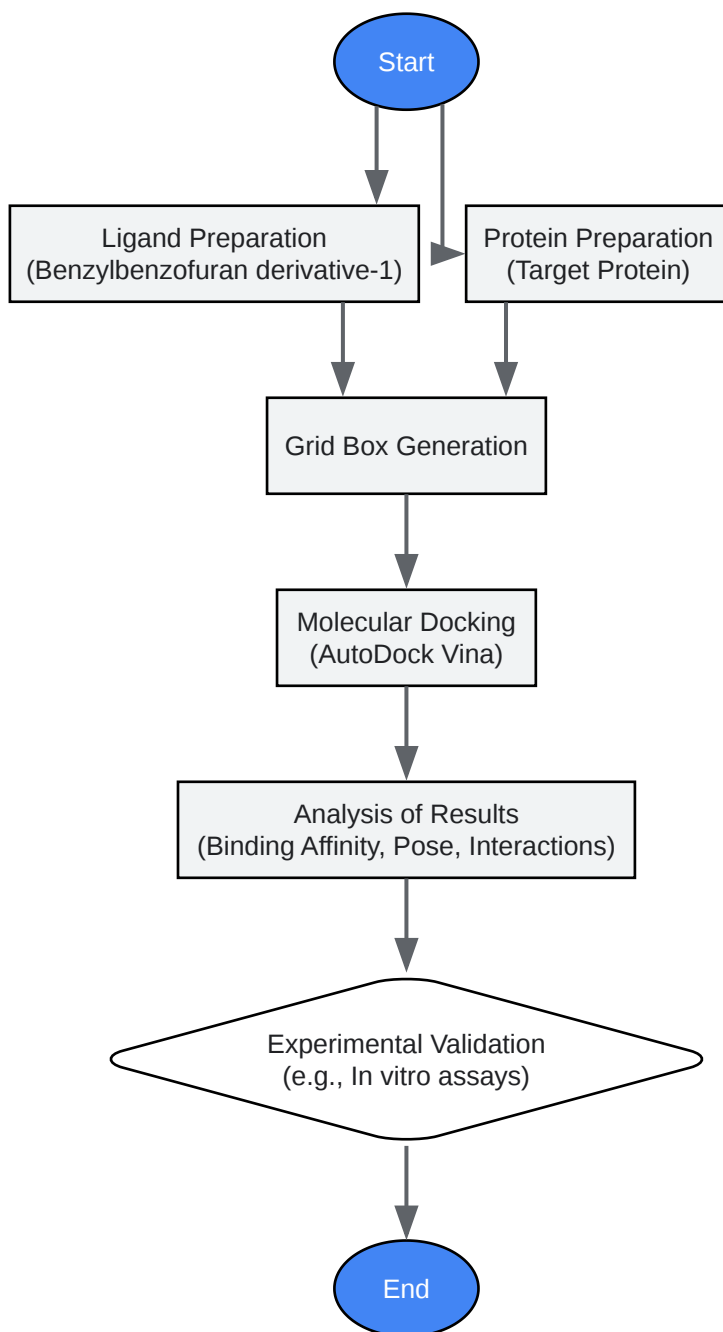 Start
Ligand Preparation
(Benzylbenzofuran derivative-1)
Protein Preparation
(Target Protein)
Grid Box Generation
Molecular Docking
(AutoDock Vina)
Analysis of Results
(Binding Affinity, Pose, Interactions)
Experimental Validation
(e.g., In vitro assays)
End